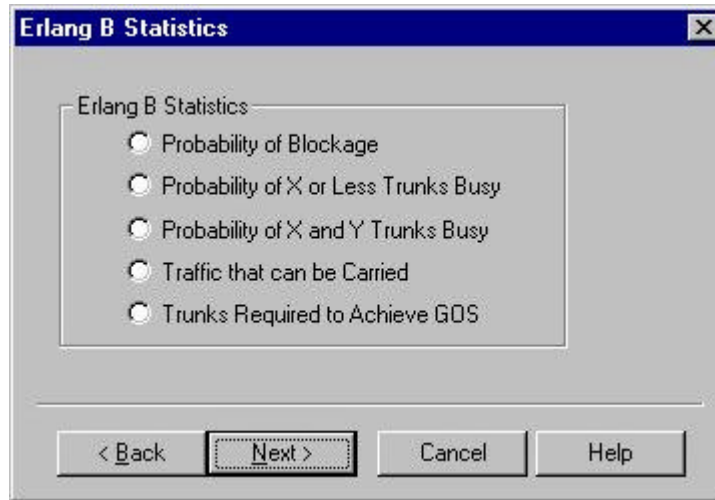 Erlang B Statistics
Erlang B Statistics
Probability of Blockage
Probability of X or Less Trunks Busy
Probability of X and Y Trunks Busy
Traffic that can be Carried
Trunks Required to Achieve GOS
< Back Next > Cancel Help